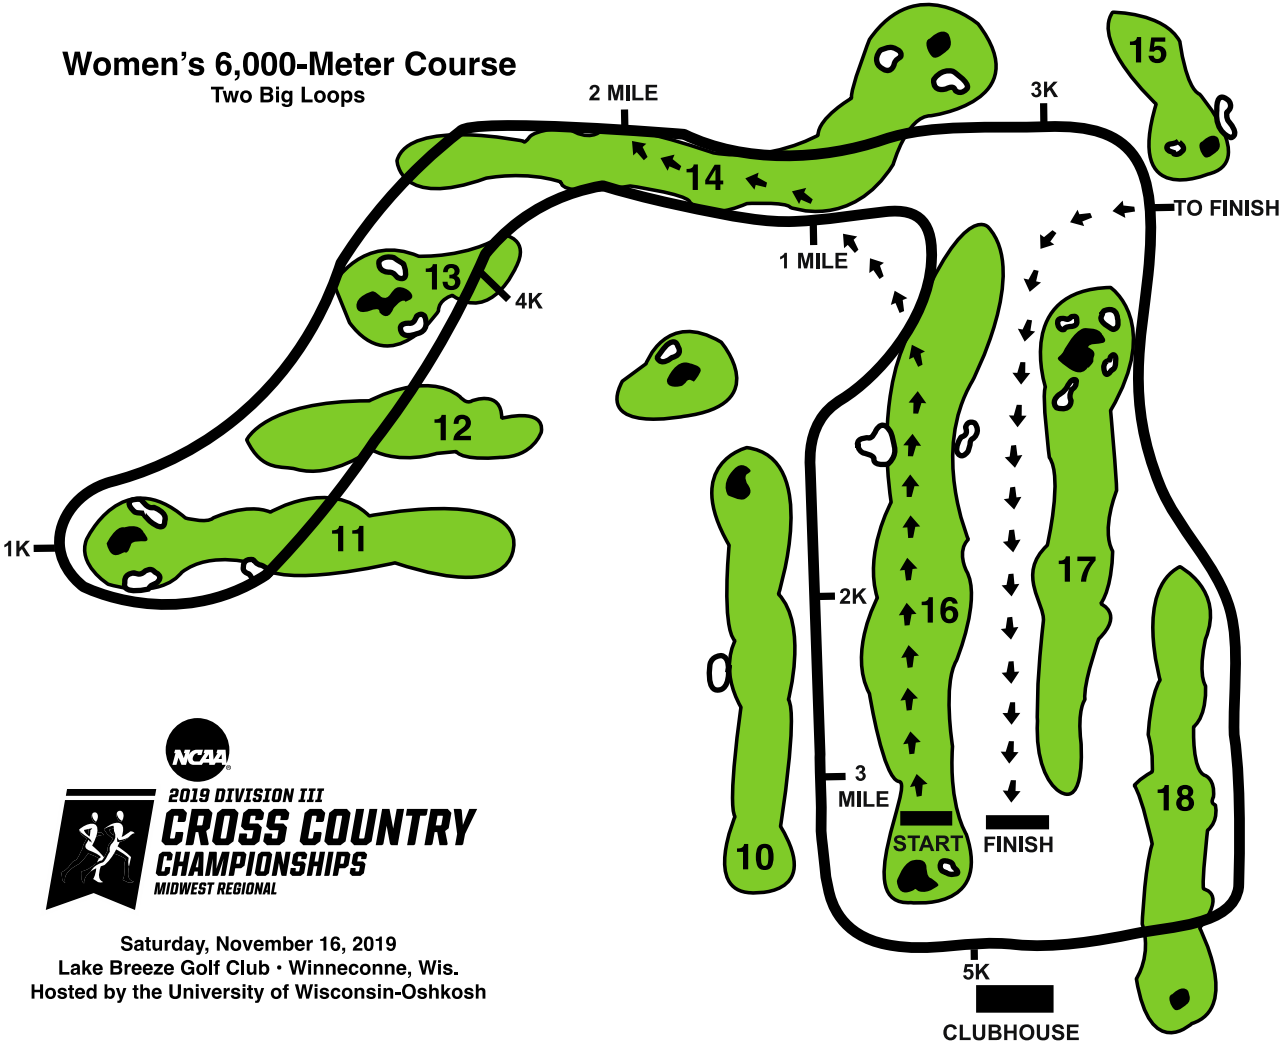 Women's 6,000-Meter Course
Two Big Loops
2 MILE
3K
15
14
TO FINISH
1 MILE
13
4K
12
11
1K
2K
16
17
3
MILE
18
START
FINISH
10
5K
CLUBHOUSE
NCAA
2019 DIVISION III
CROSS COUNTRY
CHAMPIONSHIPS
MIDWEST REGIONAL
Saturday, November 16, 2019
Lake Breeze Golf Club • Winneconne, Wis.
Hosted by the University of Wisconsin-Oshkosh